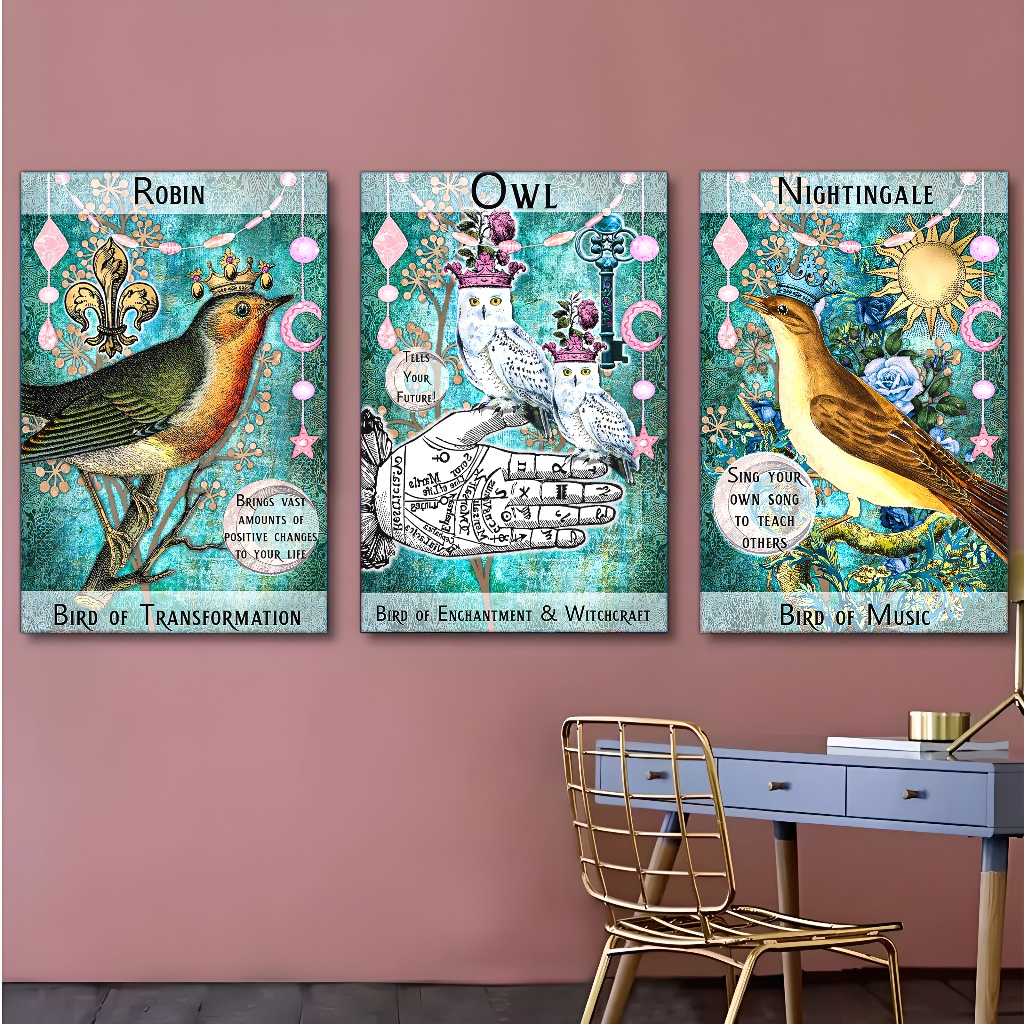 Robin
Brings vast
amounts of
positive changes
to your life
Bird of Transformation
Owl
Tells
Your
Future!
Bird of Enchantment & Witchcraft
Nightingale
Sing your
own song
to teach
others
Bird of Music